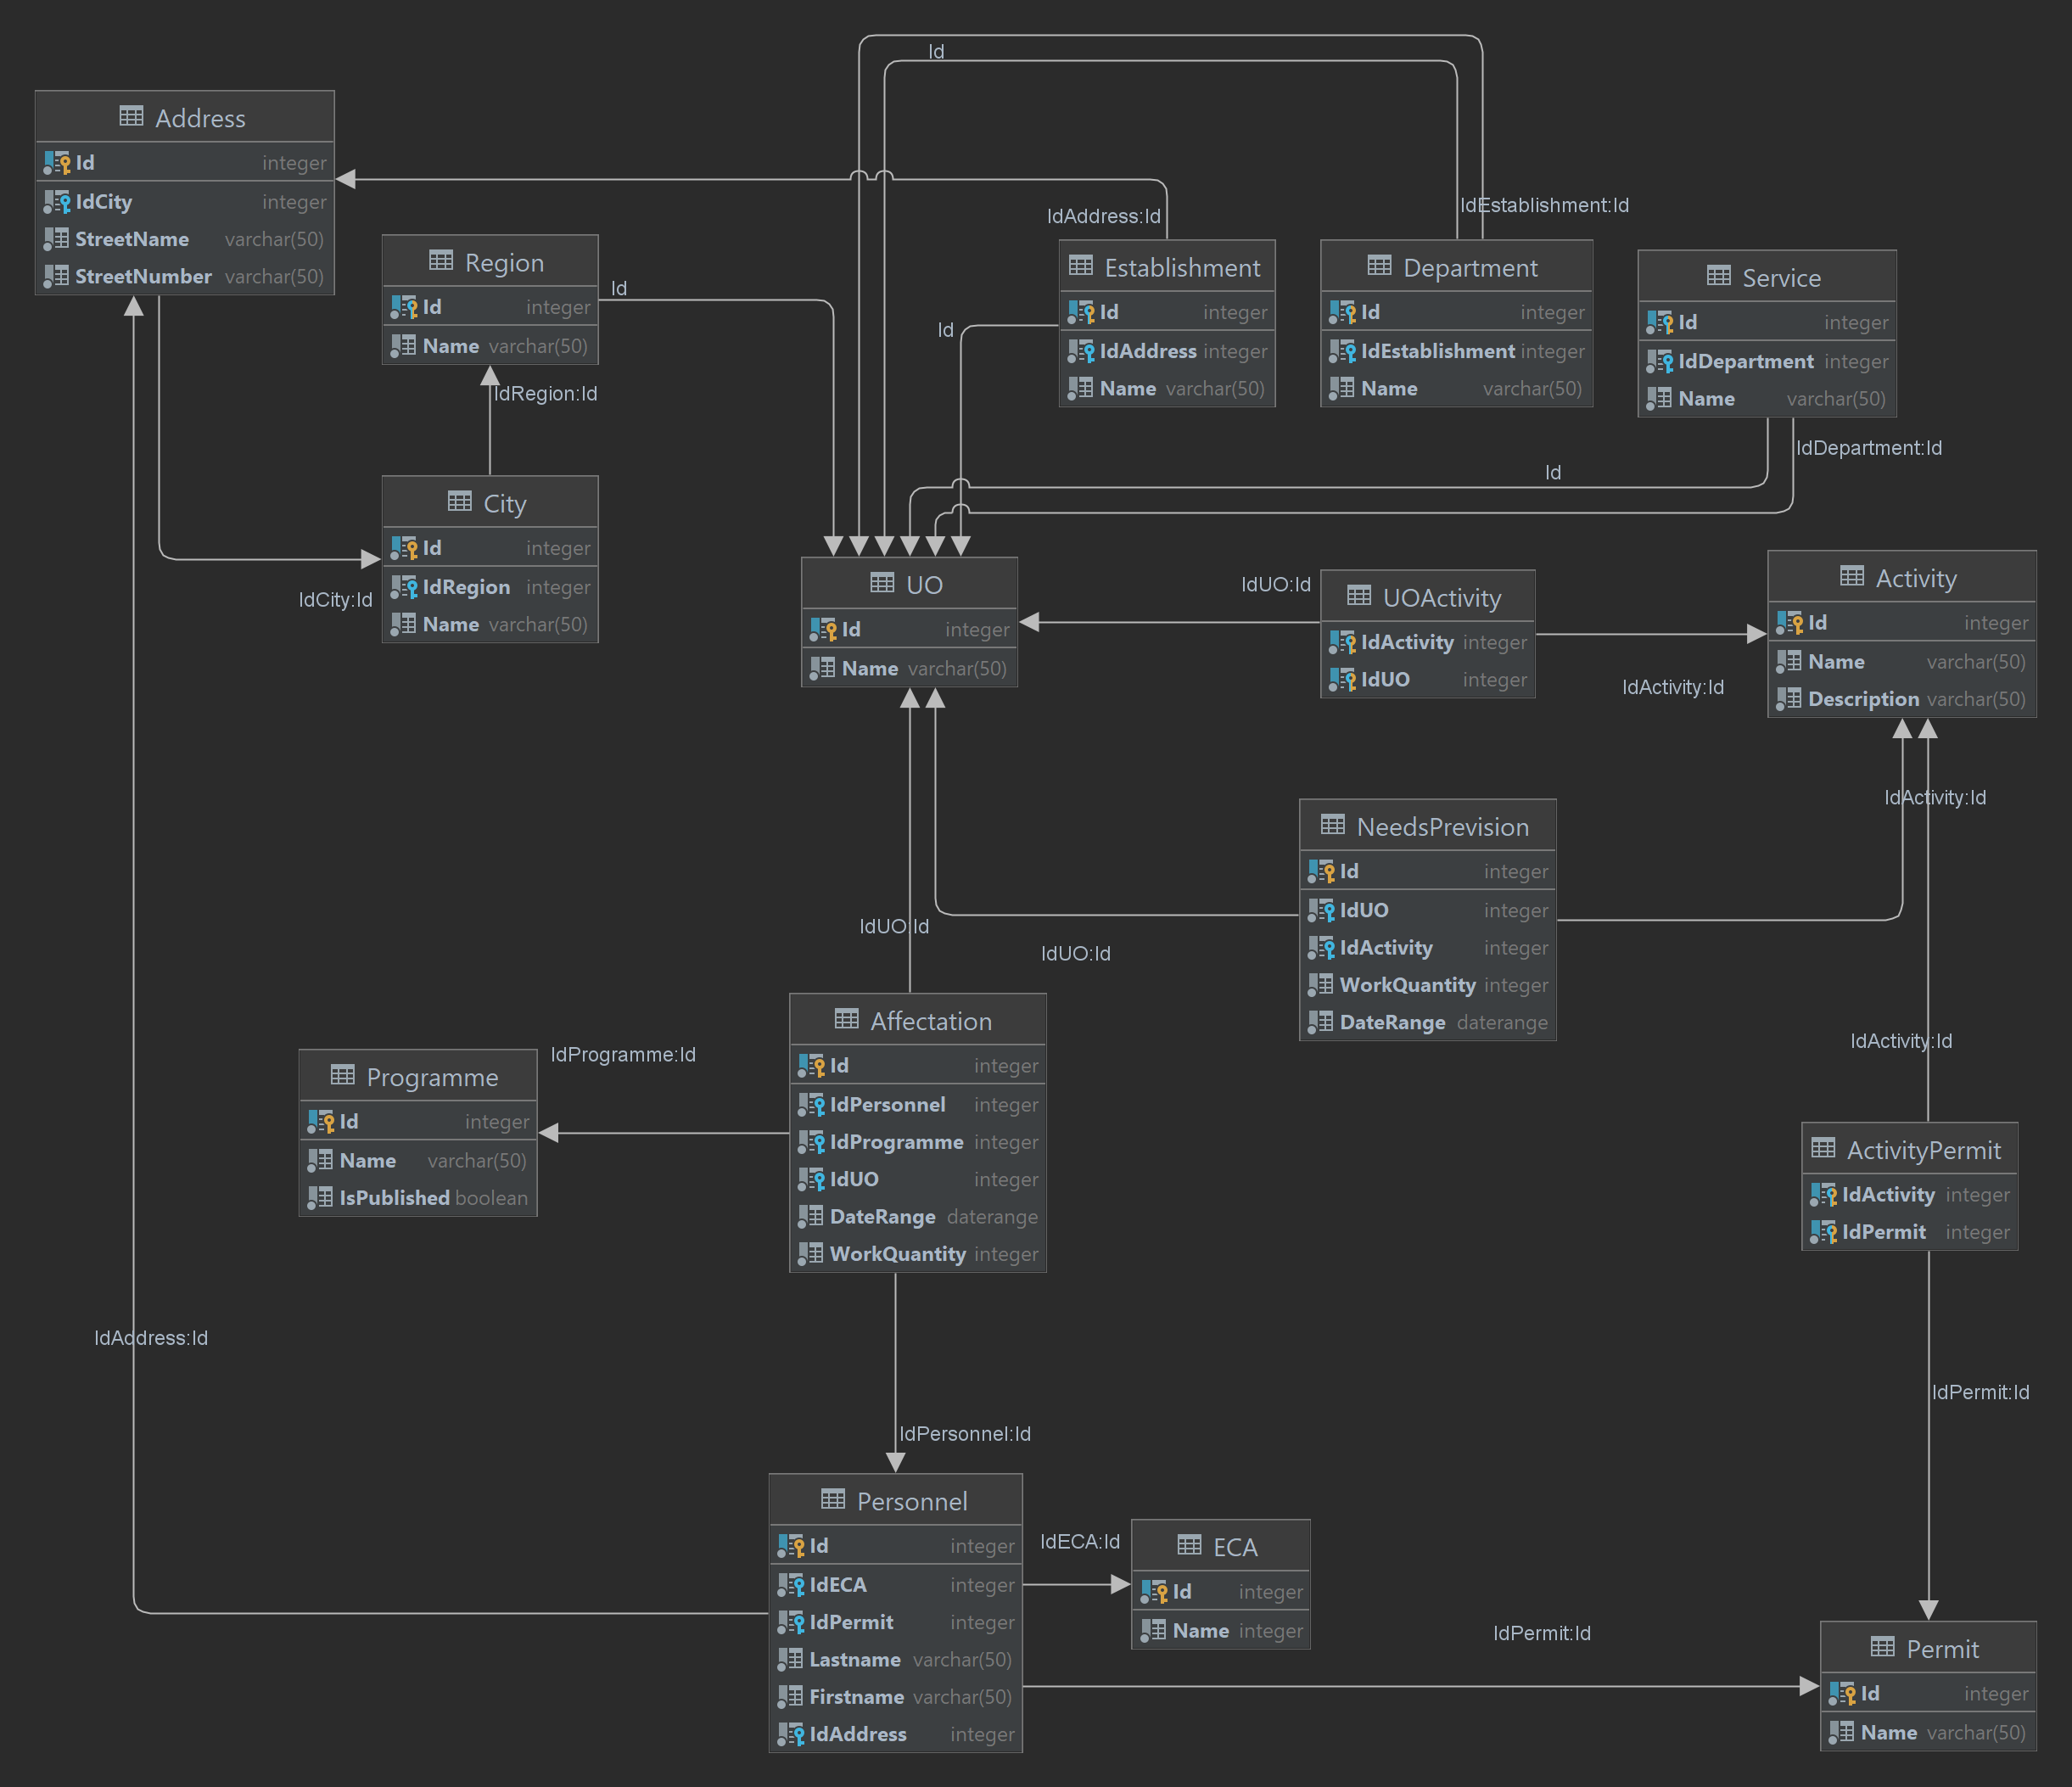 Id
Address
Id integer
IdCity integer
StreetName varchar(50)
StreetNumber varchar(50)
IdAddress:Id
IdEstablishment:Id
Region
Id integer
Name varchar(50)
Id
Establishment
Id integer
IdAddress integer
Name varchar(50)
Id
Department
Id integer
IdEstablishment integer
Name varchar(50)
Service
Id integer
IdDepartment integer
Name varchar(50)
IdRegion:Id
IdDepartment:Id
Id
City
Id integer
IdRegion integer
Name varchar(50)
IdCity:Id
UO
Id integer
Name varchar(50)
IdUO:Id
UOActivity
IdActivity integer
IdUO integer
IdActivity:Id
Activity
Id integer
Name varchar(50)
Description varchar(50)
IdActivity:Id
NeedsPrevision
Id integer
IdUO integer
IdActivity integer
WorkQuantity integer
DateRange daterange
IdUO:Id
IdUO:Id
IdActivity:Id
Affectation
Id integer
IdPersonnel integer
IdProgramme integer
IdUO integer
DateRange daterange
WorkQuantity integer
IdProgramme:Id
Programme
Id integer
Name varchar(50)
IsPublished boolean
ActivityPermit
IdActivity integer
IdPermit integer
IdAddress:Id
IdPermit:Id
IdPersonnel:Id
Personnel
Id integer
IdECA integer
IdPermit integer
Lastname varchar(50)
Firstname varchar(50)
IdAddress integer
IdECA:Id
ECA
Id integer
Name integer
IdPermit:Id
Permit
Id integer
Name varchar(50)